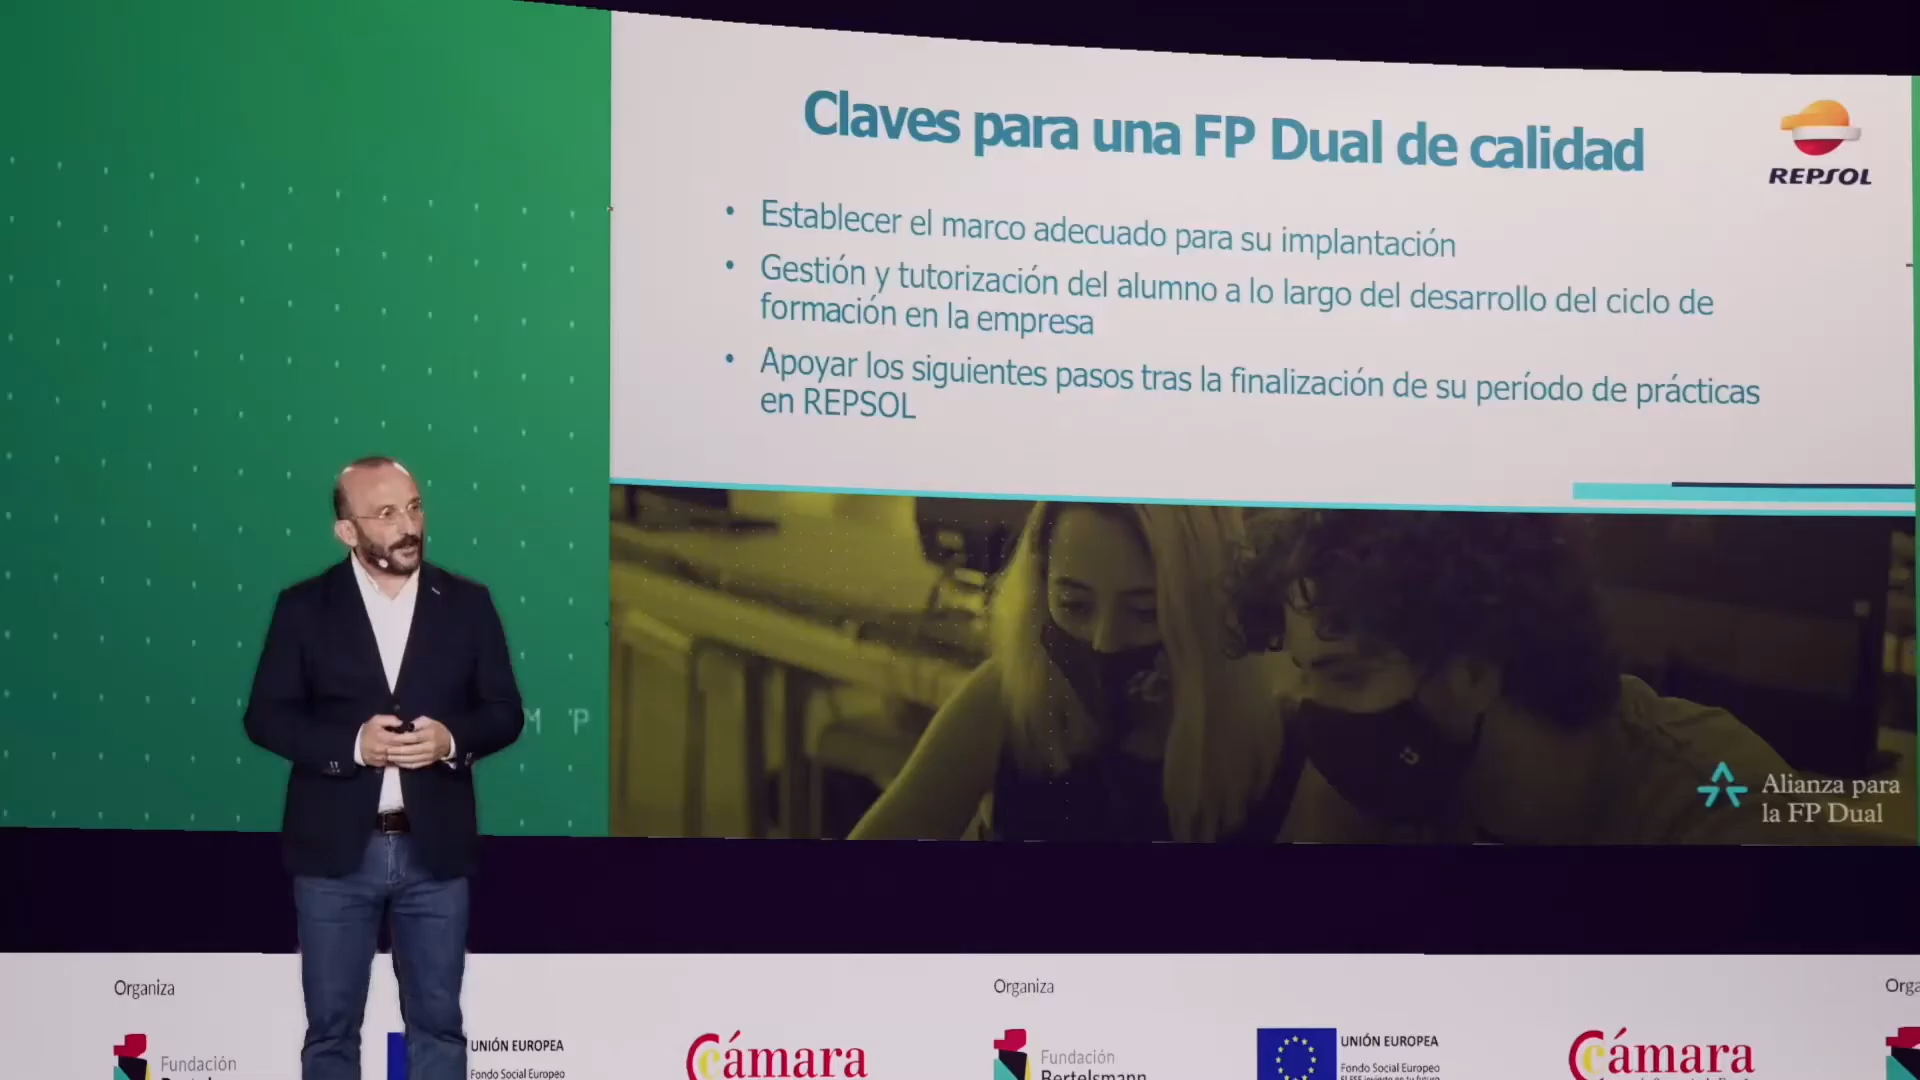 Claves para una FP Dual de calidad
REPSOL
• Establecer el marco adecuado para su implantación
• Gestión y tutorización del alumno a lo largo del desarrollo del ciclo de
formación en la empresa
• Apoyar los siguientes pasos tras la finalización de su período de prácticas
en REPSOL
M P
Alianza para
la FP Dual
Organiza
Organiza
Fundación
UNIÓN EUROPEA
Fondo Social Europeo
Cámara
Fundación
Bertelsmann
UNIÓN EUROPEA
Fondo Social Europeo
Cámara